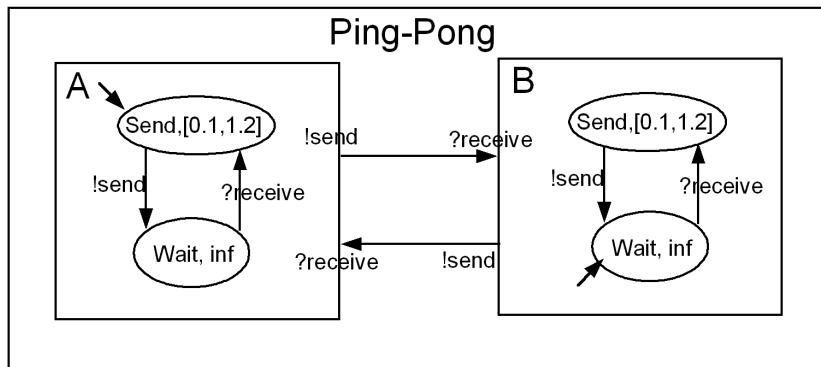 Ping-Pong
A
Send,[0.1,1.2]
!send
?receive
Wait, inf
!send
?receive
?receive
!send
B
Send,[0.1,1.2]
!send
?receive
Wait, inf